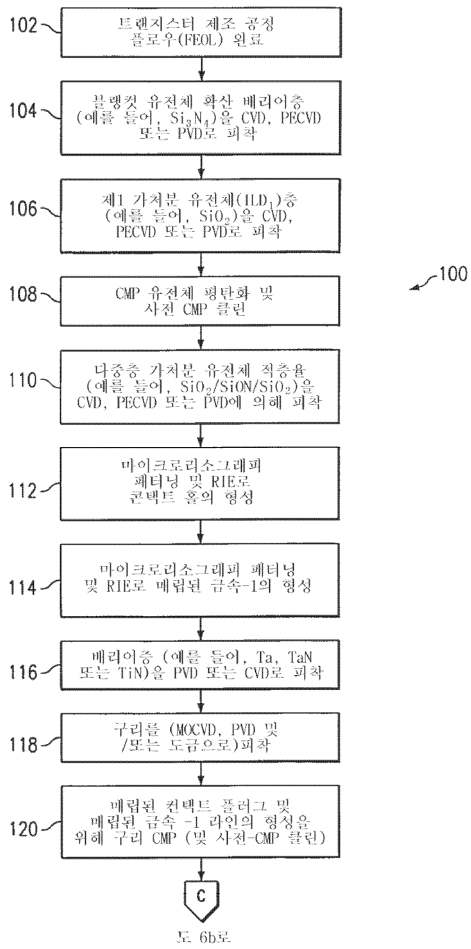 102
트랜지스터 제조 공정
플로우(FEOL) 완료
104
블랭킷 유전체 확산 배리어층
(예를 들어, Si₃N₄)을 CVD, PECVD
또는 PVD로 피착
106
제1 가처분 유전체(ILD₁)층
(예를 들어, SiO₂)을 CVD,
PECVD 또는 PVD로 피착
100
108
CMP 유전체 평탄화 및
사전 CMP 클린
110
다중층 가처분 유전체 적층율
(예를 들어, SiO₂/SiON/SiO₂)을
CVD, PECVD 또는 PVD에 의해 피착
112
마이크로리소그래피
패터닝 및 RIE로
콘택트 홀의 형성
114
마이크로리소그래피 패터닝
및 RIE로 매립된 금속-1의 형성
116
배리어층 (예를 들어, Ta, TaN
또는 TiN)을 PVD 또는 CVD로 피착
118
구리를 (MOCVD, PVD 및
/또는 도금으로)피착
120
매립된 컨택트 플러그 및
매립된 금속 -1 라인의 형성을
위해 구리 CMP (및 사전-CMP 클린)
C
도 6b로